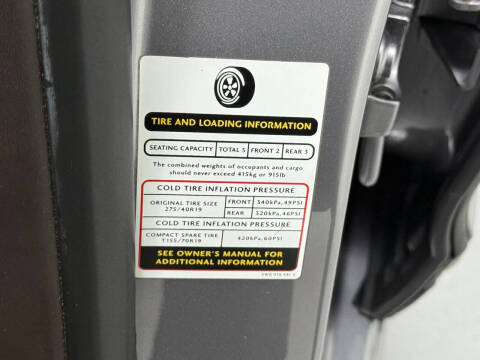 TIRE AND LOADING INFORMATION
SEATING CAPACITY TOTAL 5 FRONT 2 REAR 3
The combined weights of occupants and cargo
should never exceed 415kg or 915lb
COLD TIRE INFLATION PRESSURE
ORIGINAL TIRE SIZE
275/40R19
FRONT 340kPa,49PSI
REAR 320kPa,46PSI
COLD TIRE INFLATION PRESSURE
COMPACT SPARE TIRE
T155/70R19
420kPa,60PSI
SEE OWNER'S MANUAL FOR
ADDITIONAL INFORMATION